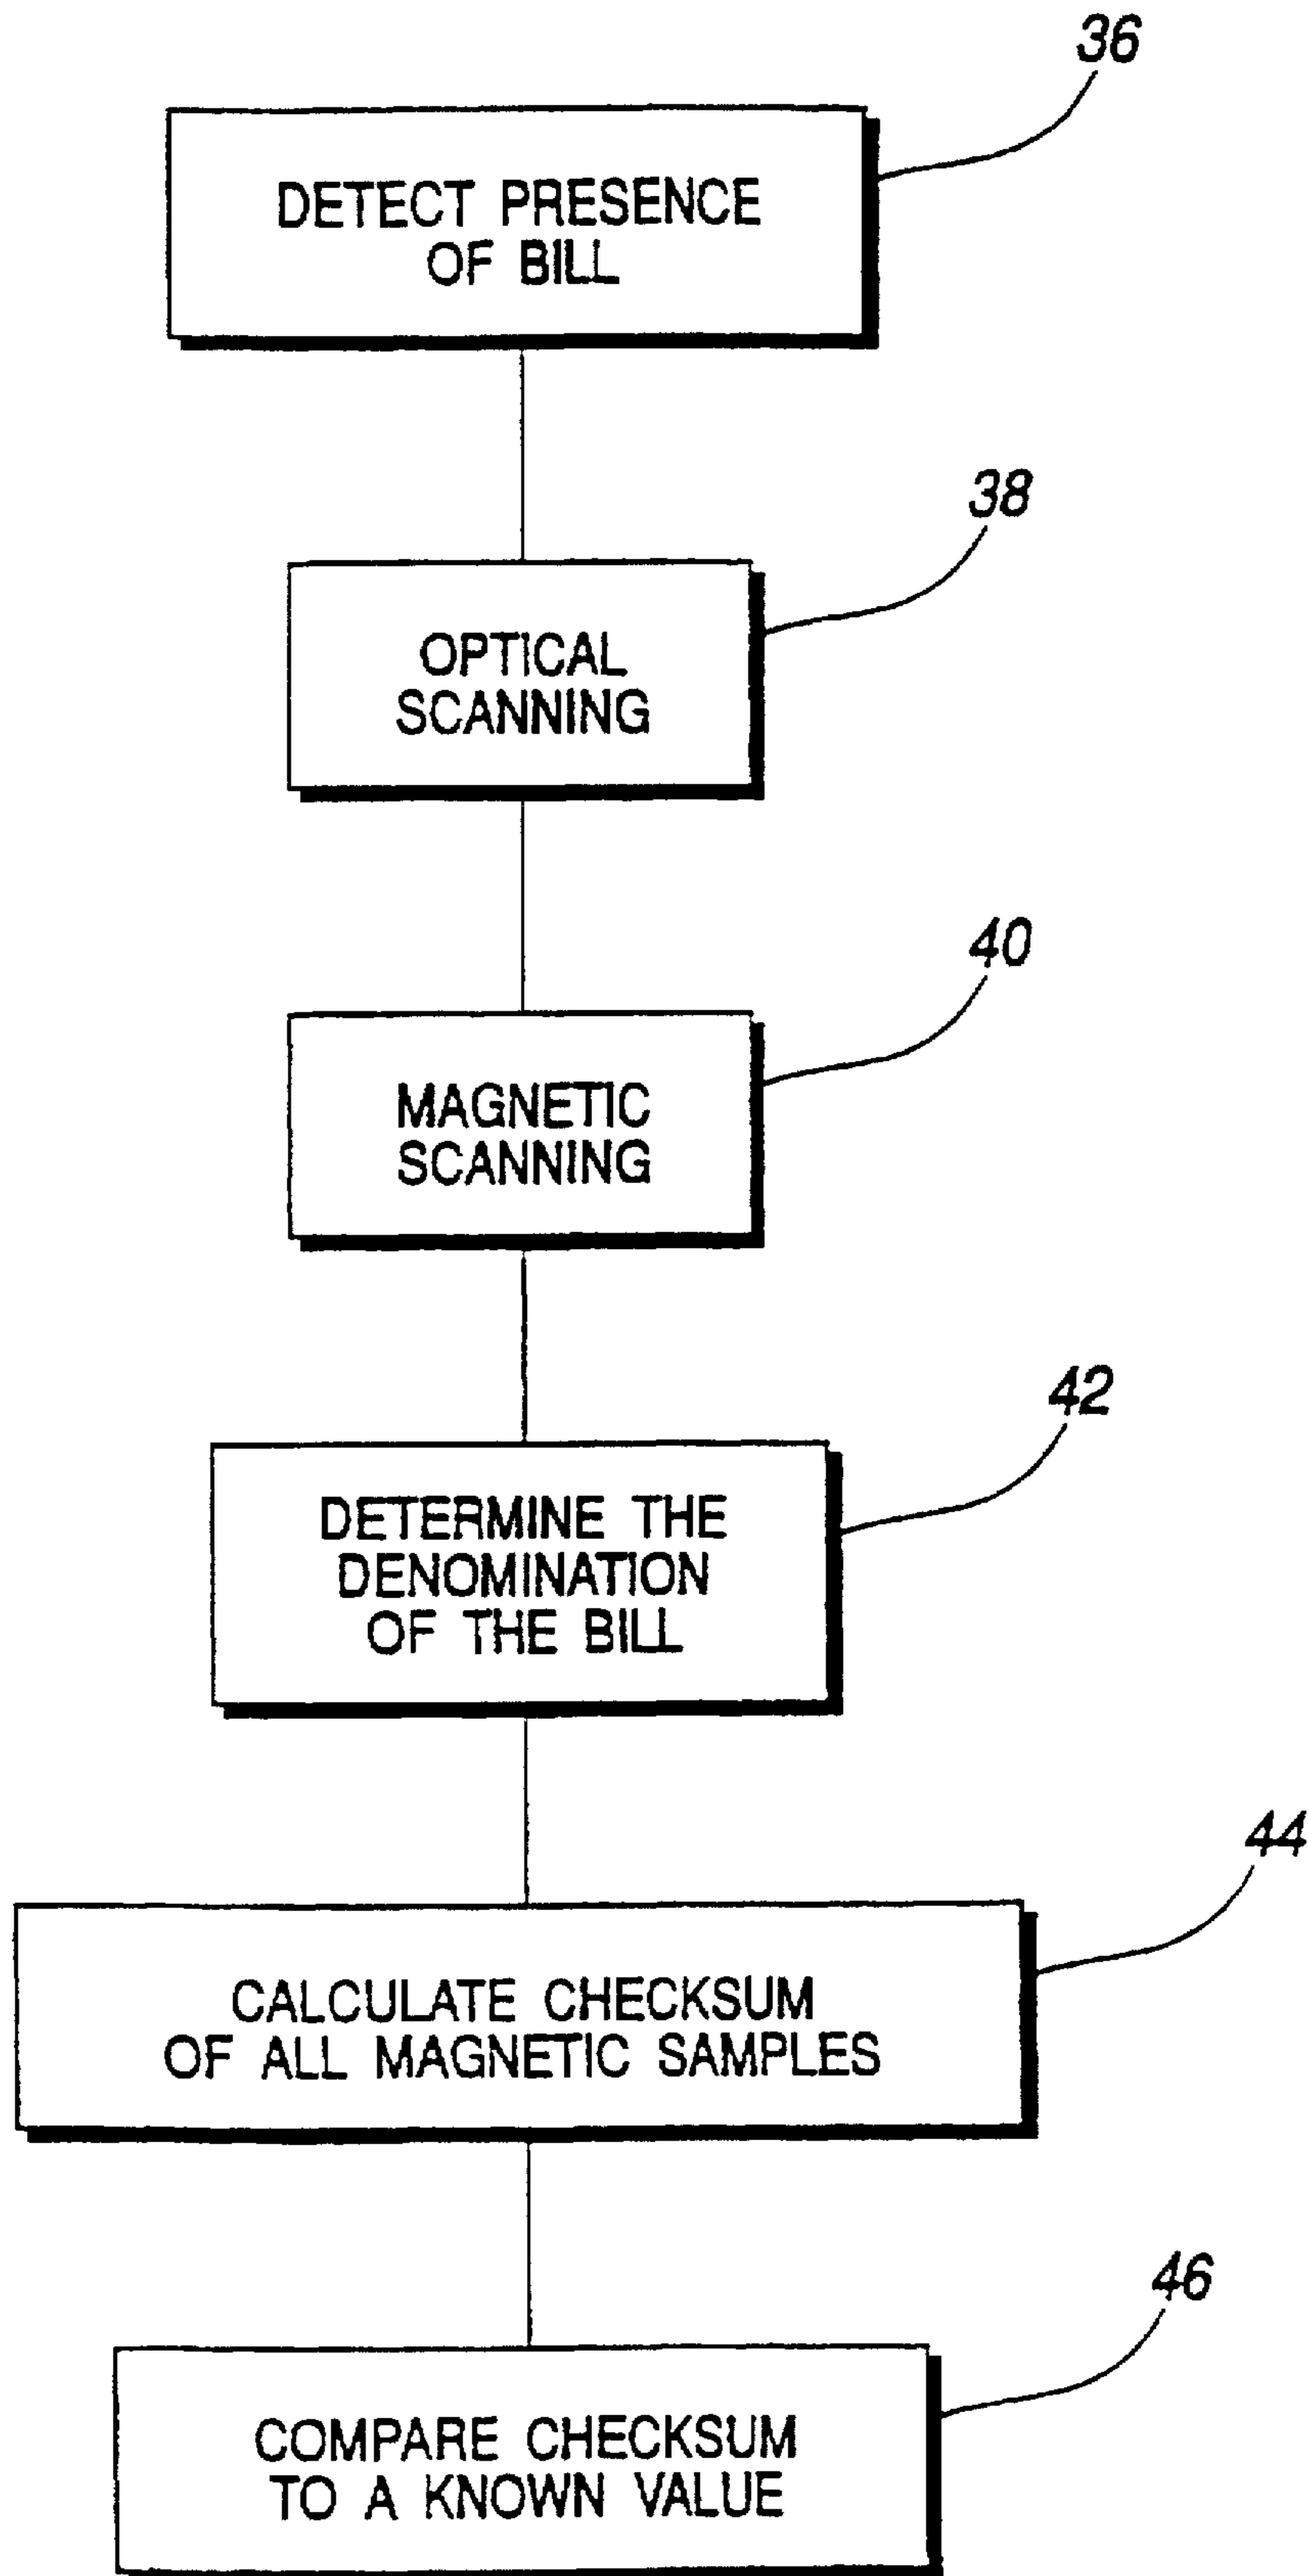 36
DETECT PRESENCE
OF BILL
38
OPTICAL
SCANNING
40
MAGNETIC
SCANNING
42
DETERMINE THE
DENOMINATION
OF THE BILL
44
CALCULATE CHECKSUM
OF ALL MAGNETIC SAMPLES
46
COMPARE CHECKSUM
TO A KNOWN VALUE